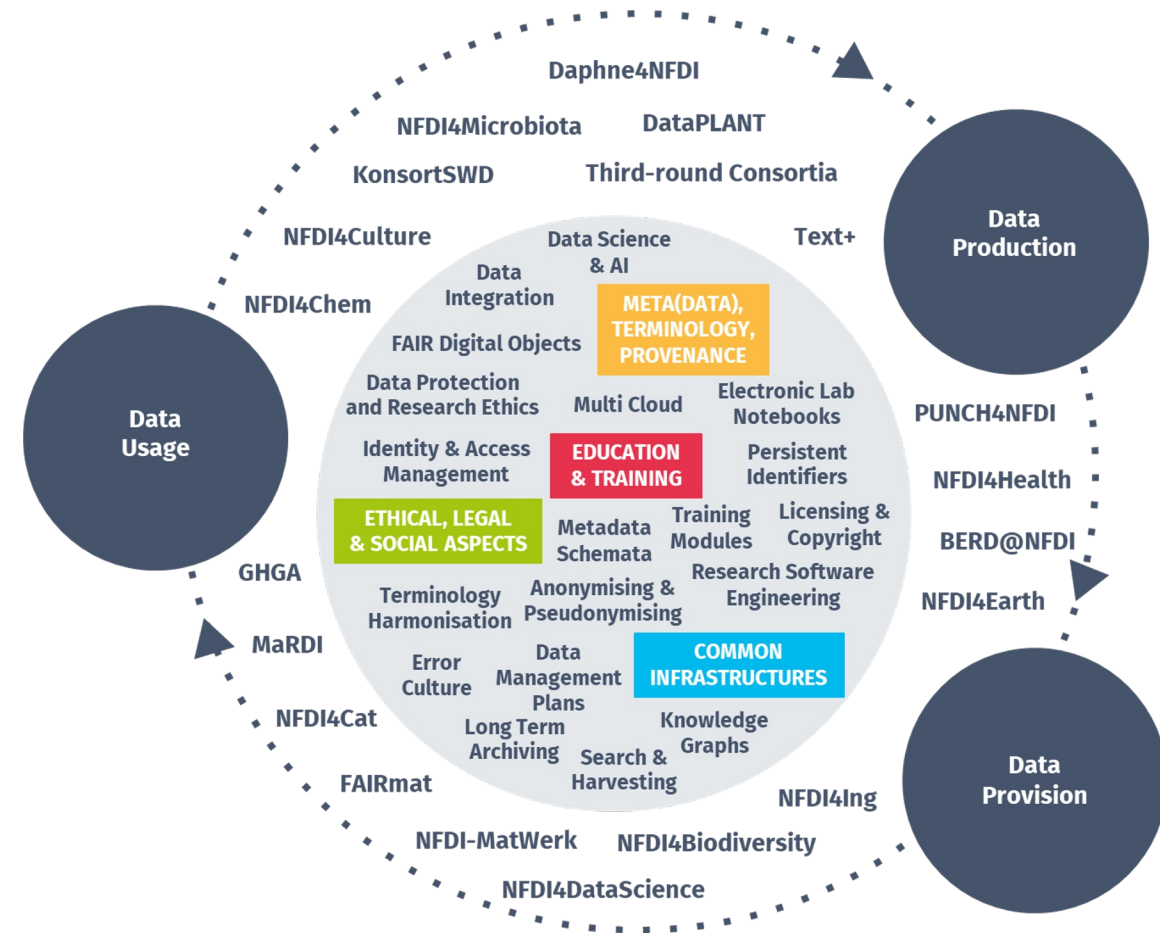 Daphne4NFDI
NFDI4Microbiota
DataPLANT
KonsortSWD
Third-round Consortia
NFDI4Culture
Text+
NFDI4Chem
Data
Production
Data
Usage
Data Science
& AI
Data
Integration
META(DATA),
TERMINOLOGY,
PROVENANCE
FAIR Digital Objects
Data Protection
and Research Ethics
Multi Cloud
Electronic Lab
Notebooks
Identity & Access
Management
EDUCATION
& TRAINING
Persistent
Identifiers
ETHICAL, LEGAL
& SOCIAL ASPECTS
Metadata
Schemata
Training
Modules
Licensing &
Copyright
Terminology
Harmonisation
Anonymising &
Pseudonymising
Research Software
Engineering
Error
Culture
Data
Management
Plans
COMMON
INFRASTRUCTURES
Long Term
Archiving
Search &
Harvesting
Knowledge
Graphs
PUNCH4NFDI
NFDI4Health
BERD@NFDI
NFDI4Earth
Data
Provision
GHGA
MaRDI
NFDI4Cat
FAIRmat
NFDI4Ing
NFDI-MatWerk
NFDI4Biodiversity
NFDI4DataScience